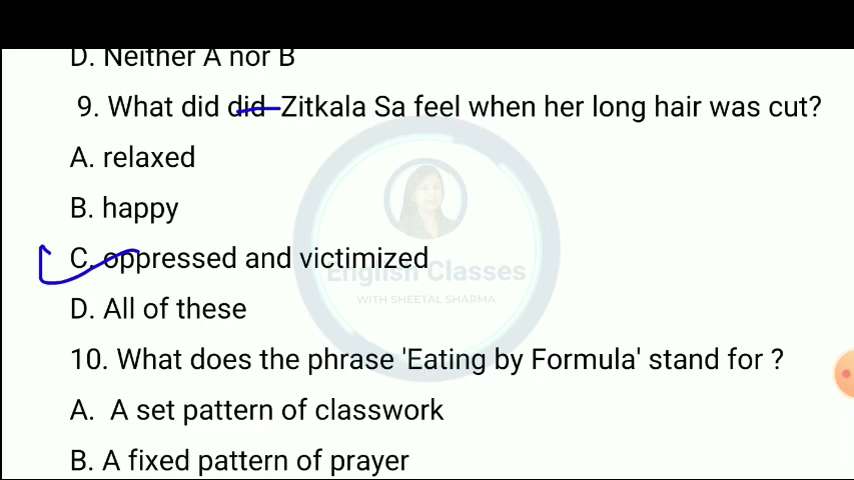 D. Neither A nor B
9. What did did Zitkala Sa feel when her long hair was cut?
A. relaxed
B. happy
C. oppressed and victimized
English Classes
WITH SHEETAL SHARMA
D. All of these
10. What does the phrase 'Eating by Formula' stand for ?
A. A set pattern of classwork
B. A fixed pattern of prayer